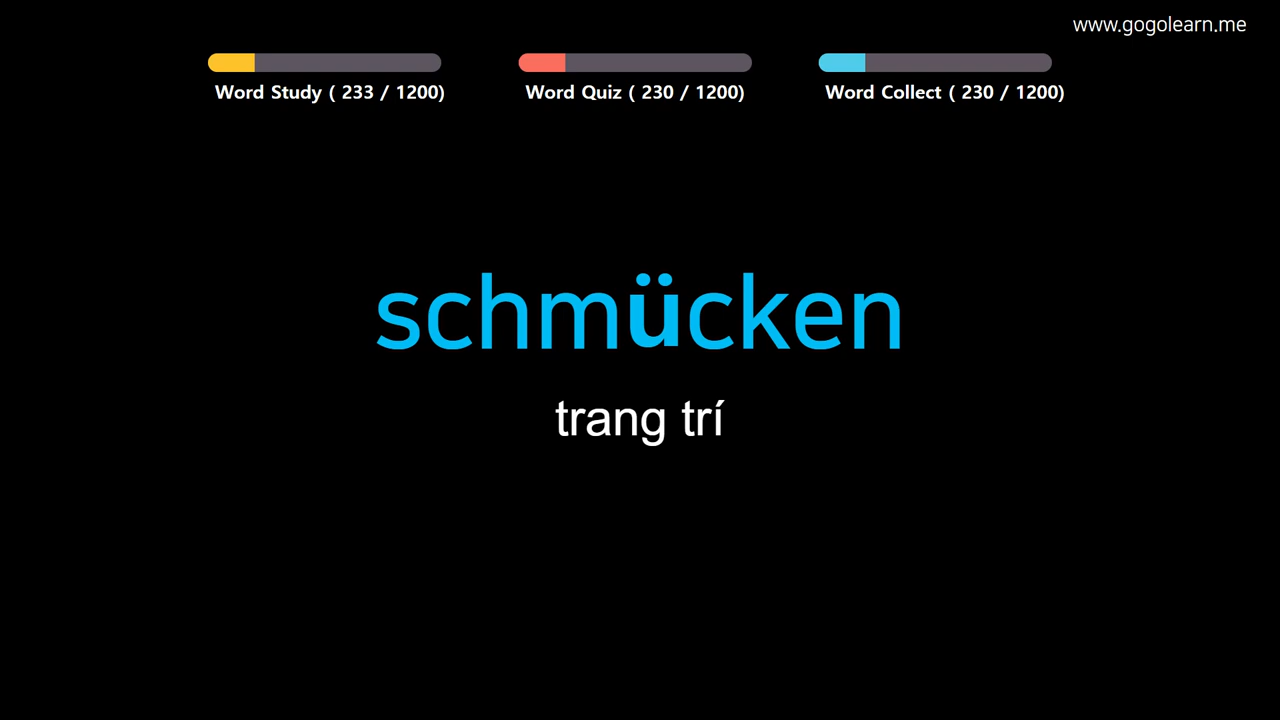 www.gogolearn.me
Word Study ( 233 / 1200)
Word Quiz ( 230 / 1200)
Word Collect ( 230 / 1200)
schmücken
trang trí